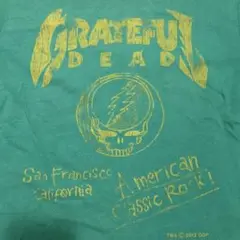 GRATEFUL
DEAD
San Francisco
California
American
Classic Rock!